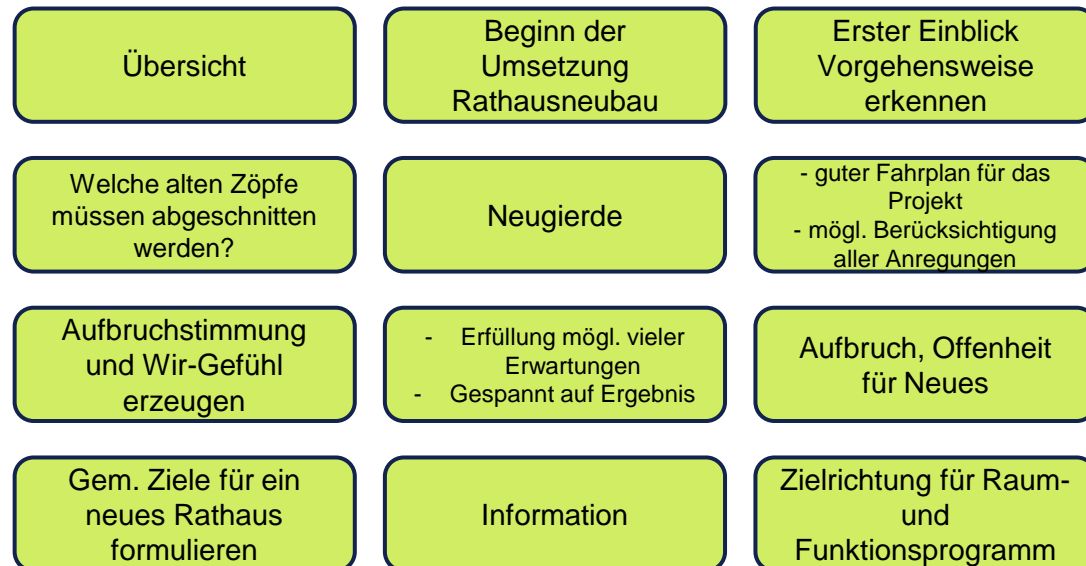 Übersicht
Beginn der
Umsetzung
Rathausneubau
Erster Einblick
Vorgehensweise
erkennen
Welche alten Zöpfe
müssen abgeschnitten
werden?
Neugierde
- guter Fahrplan für das
Projekt
- mögl. Berücksichtigung
aller Anregungen
Aufbruchstimmung
und Wir-Gefühl
erzeugen
- Erfüllung mögl. vieler
Erwartungen
- Gespannt auf Ergebnis
Aufbruch, Offenheit
für Neues
Gem. Ziele für ein
neues Rathaus
formulieren
Information
Zielrichtung für Raum-
und
Funktionsprogramm